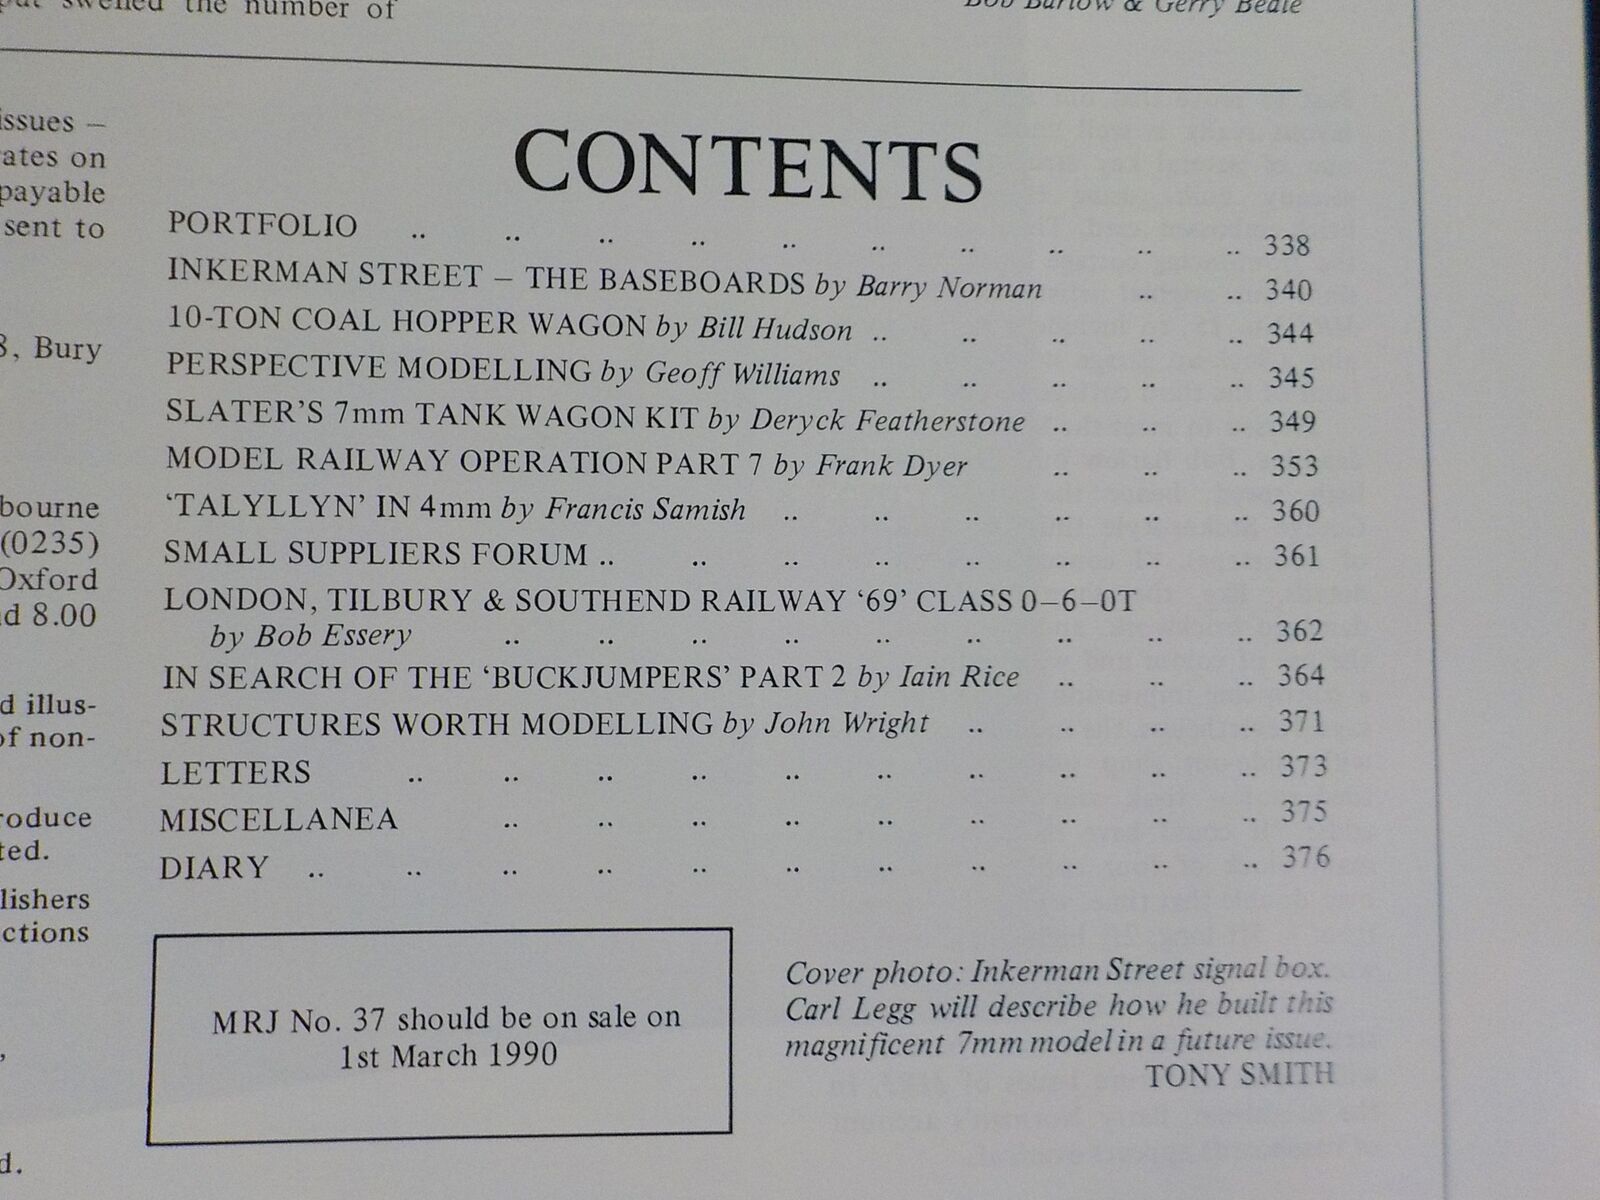 swelled the number of
Bob Barlow & Gerry Beale
issues –
rates on
payable
sent to
8, Bury
bourne
(0235)
Oxford
8.00
d illus-
of non-
roduce
ted.
lishers
ctions
d.
CONTENTS
PORTFOLIO .. .. .. .. .. .. .. .. .. .. 338
INKERMAN STREET – THE BASEBOARDS by Barry Norman .. .. 340
10-TON COAL HOPPER WAGON by Bill Hudson .. .. .. .. .. 344
PERSPECTIVE MODELLING by Geoff Williams .. .. .. .. .. 345
SLATER'S 7mm TANK WAGON KIT by Deryck Featherstone .. .. .. 349
MODEL RAILWAY OPERATION PART 7 by Frank Dyer .. .. .. 353
‘TALYLLYN’ IN 4mm by Francis Samish .. .. .. .. .. .. 360
SMALL SUPPLIERS FORUM .. .. .. .. .. .. .. .. 361
LONDON, TILBURY & SOUTHEND RAILWAY ‘69’ CLASS 0–6–0T
by Bob Essery .. .. .. .. .. .. .. .. .. 362
IN SEARCH OF THE ‘BUCKJUMPERS’ PART 2 by Iain Rice .. .. .. 364
STRUCTURES WORTH MODELLING by John Wright .. .. .. .. 371
LETTERS .. .. .. .. .. .. .. .. .. .. 373
MISCELLANEA .. .. .. .. .. .. .. .. .. 375
DIARY .. .. .. .. .. .. .. .. .. .. .. 376
MRJ No. 37 should be on sale on
1st March 1990
Cover photo: Inkerman Street signal box.
Carl Legg will describe how he built this
magnificent 7mm model in a future issue.
TONY SMITH